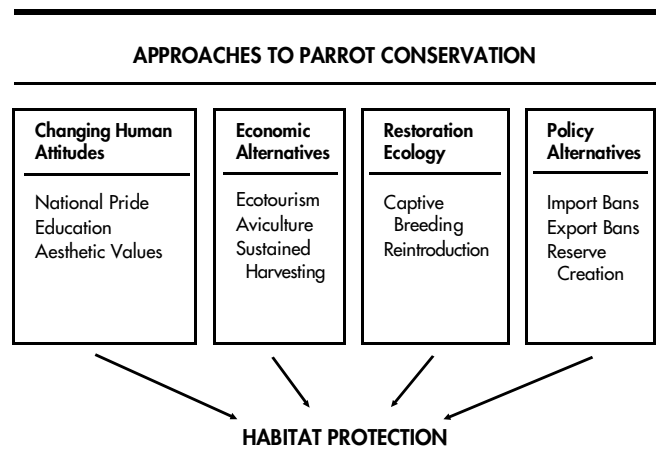 APPROACHES TO PARROT CONSERVATION
Changing Human
Attitudes
National Pride
Education
Aesthetic Values
Economic
Alternatives
Ecotourism
Aviculture
Sustained
Harvesting
Restoration
Ecology
Captive
Breeding
Reintroduction
Policy
Alternatives
Import Bans
Export Bans
Reserve
Creation
HABITAT PROTECTION